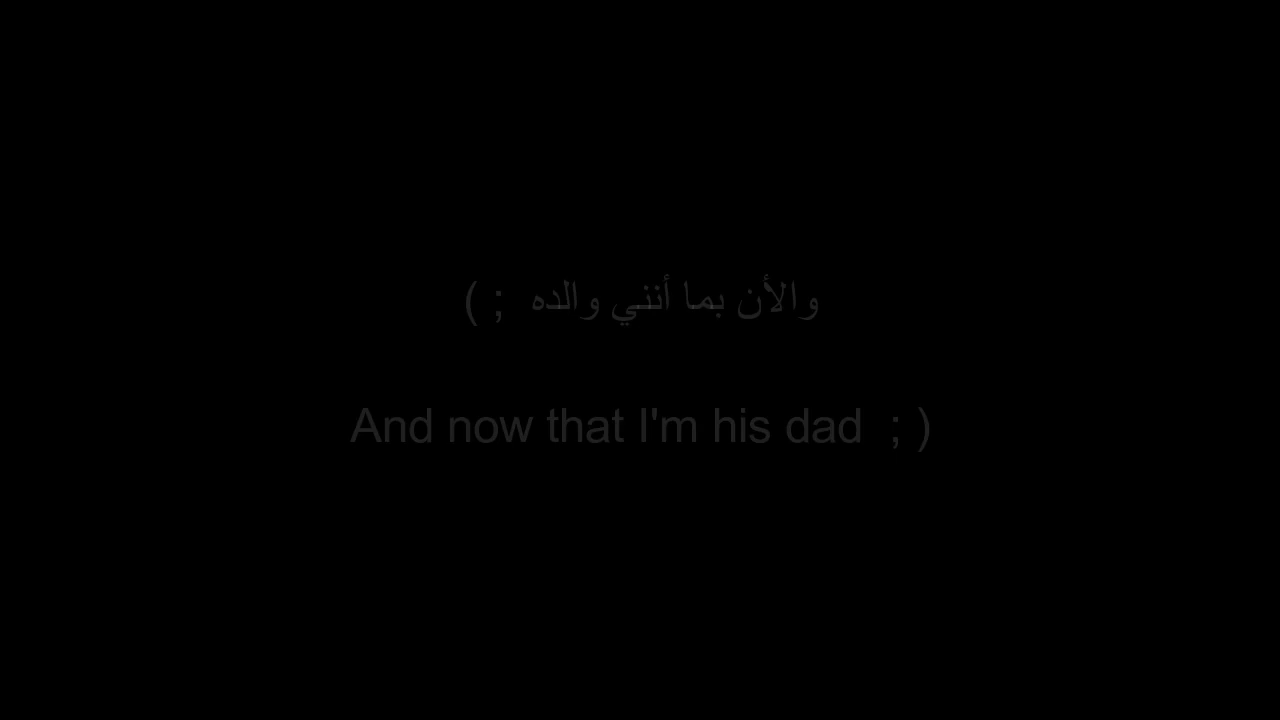 والأن بما أنني والده  ; )
And now that I'm his dad  ; )